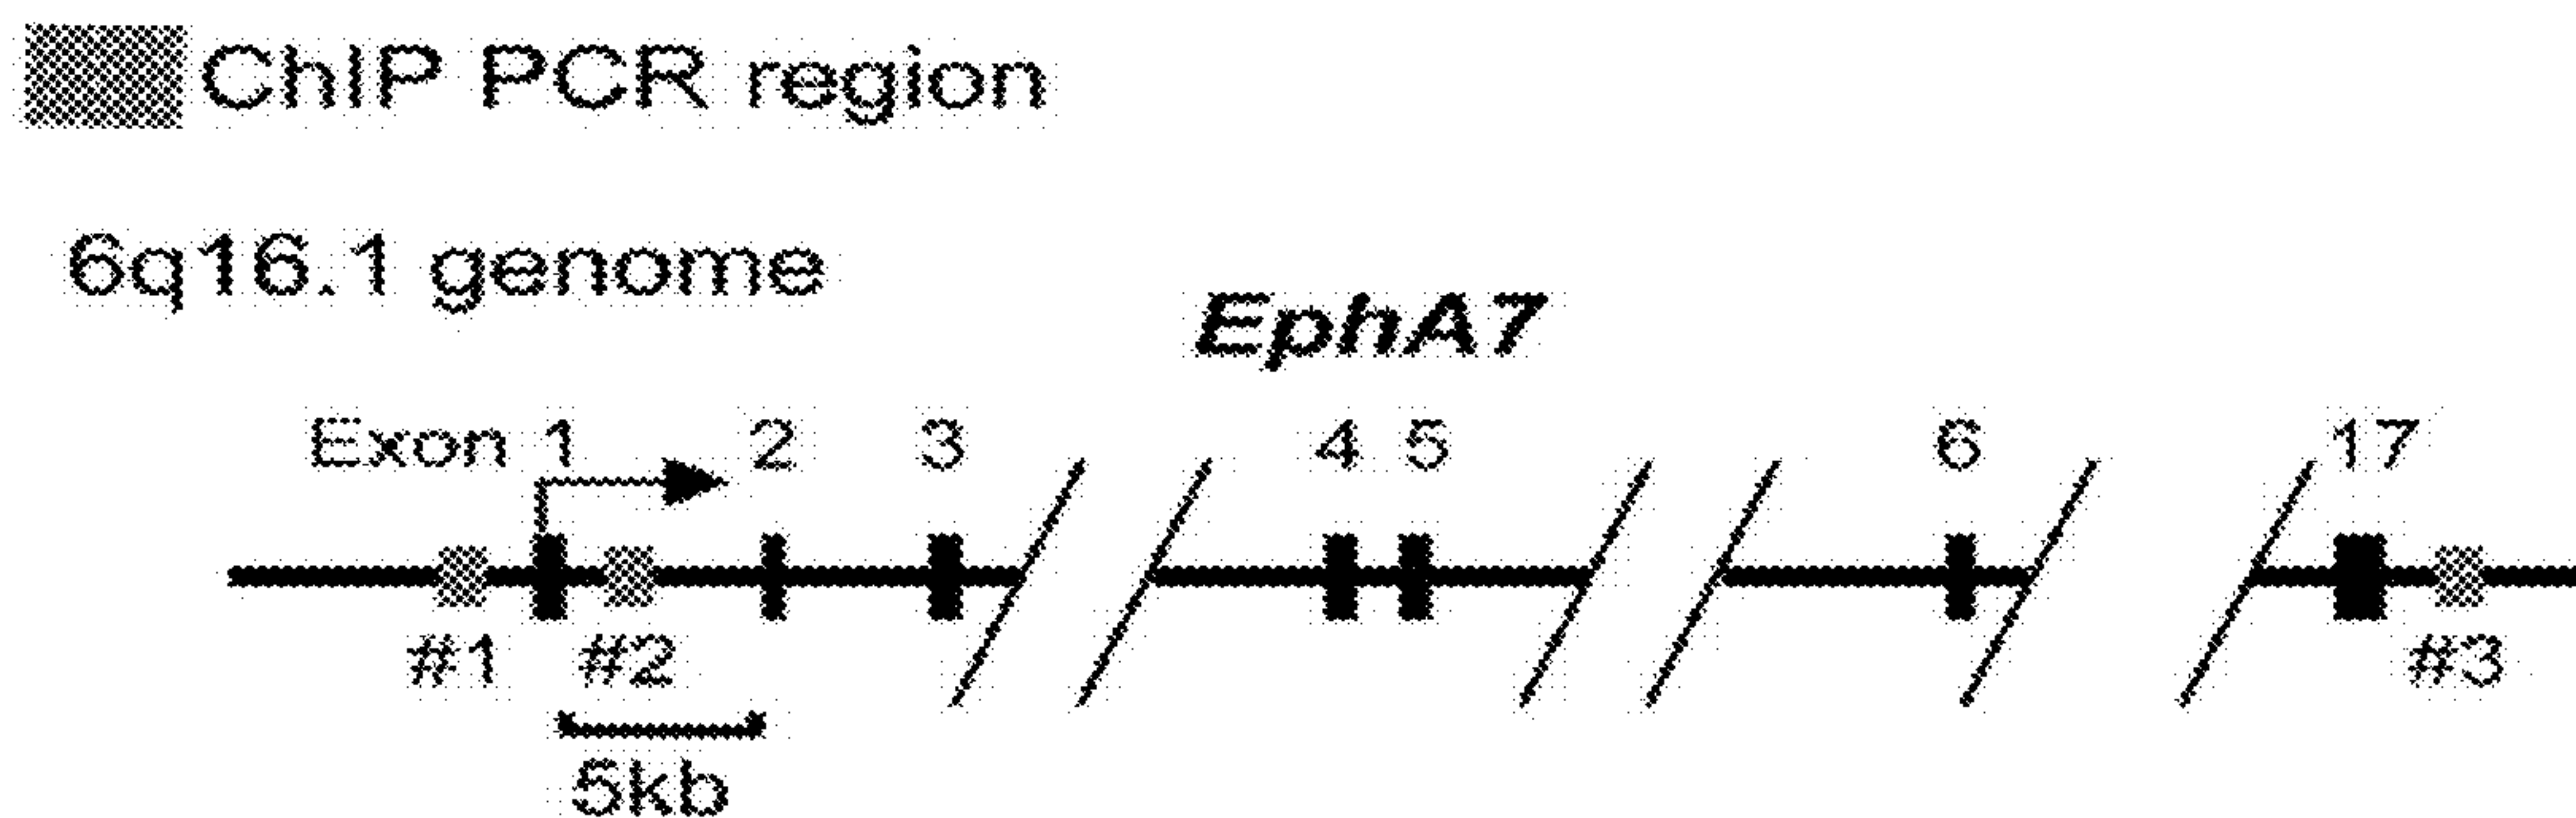 ChIP PCR region
6q16.1 genome
EphA7
Exon 1 2 3 4 5 6 17
#1 #2 #3
5kb